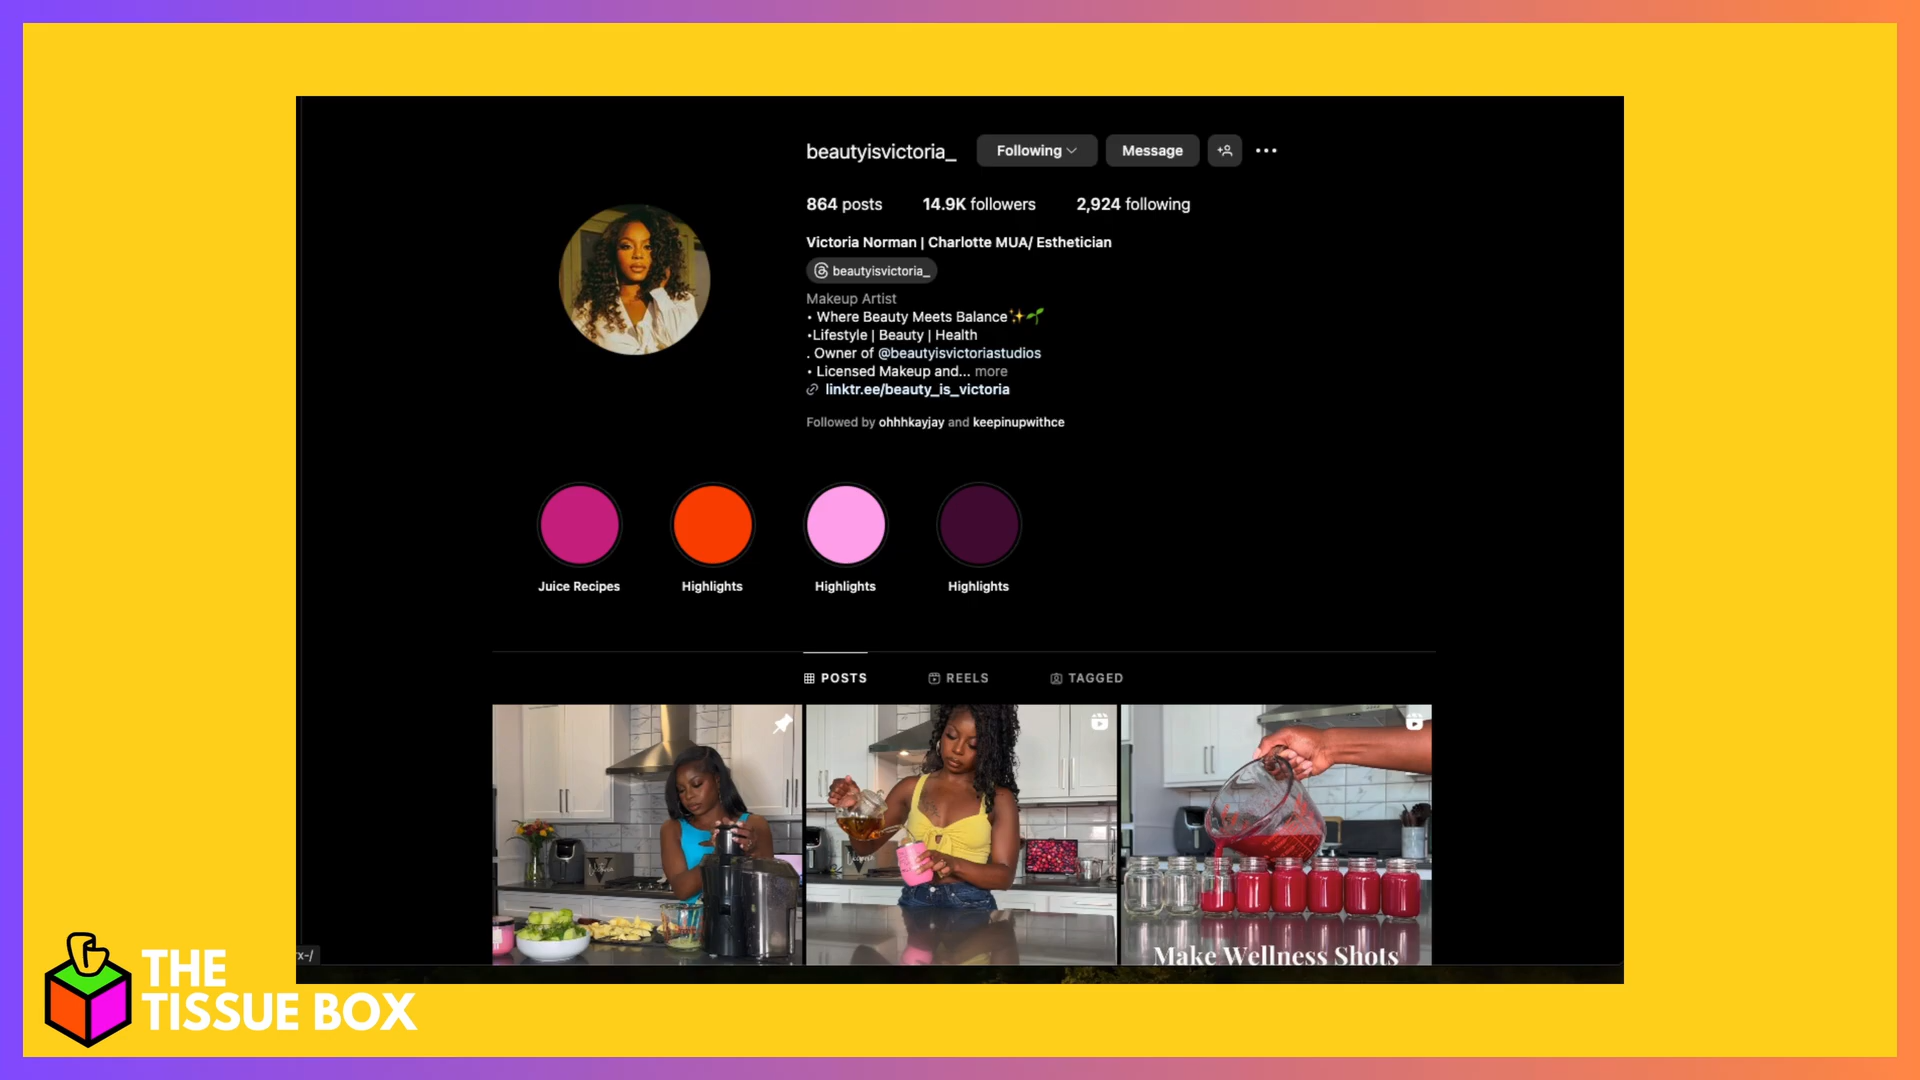 beautyisvictoria_ Following Message
864 posts 14.9K followers 2,924 following
Victoria Norman | Charlotte MUA/ Esthetician
beautyisvictoria_
Makeup Artist
• Where Beauty Meets Balance✨🌱
•Lifestyle | Beauty | Health
. Owner of @beautyisvictoriastudios
• Licensed Makeup and... more
linktr.ee/beauty_is_victoria
Followed by ohhhkayjay and keepinupwithce
Juice Recipes Highlights Highlights Highlights
POSTS REELS TAGGED
Make Wellness Shots
x-/
THE
TISSUE BOX